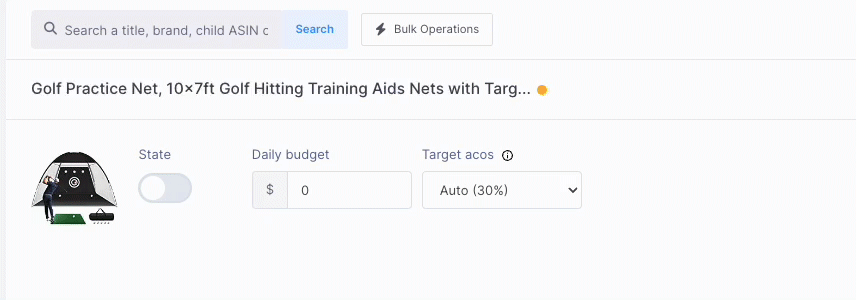 Search a title, brand, child ASIN c Search Bulk Operations
Golf Practice Net, 10×7ft Golf Hitting Training Aids Nets with Targ...
State Daily budget Target acos
$ 0 Auto (30%)